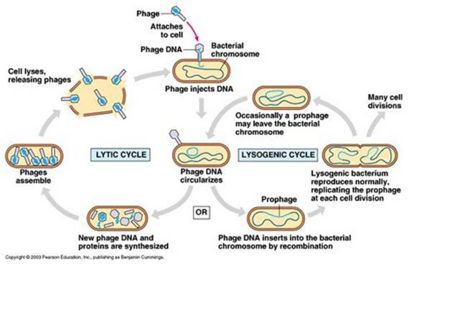 Phage
Attaches
to cell
Phage DNA
Bacterial
chromosome
Phage injects DNA
Cell lyses,
releasing phages
Many cell
divisions
Occasionally a prophage
may leave the bacterial
chromosome
LYTIC CYCLE
LYSOGENIC CYCLE
Phages
assemble
Phage DNA
circularizes
Lysogenic bacterium
reproduces normally,
replicating the prophage
at each cell division
Prophage
OR
New phage DNA and
proteins are synthesized
Phage DNA inserts into the bacterial
chromosome by recombination
Copyright © 2003 Pearson Education, Inc., publishing as Benjamin Cummings.